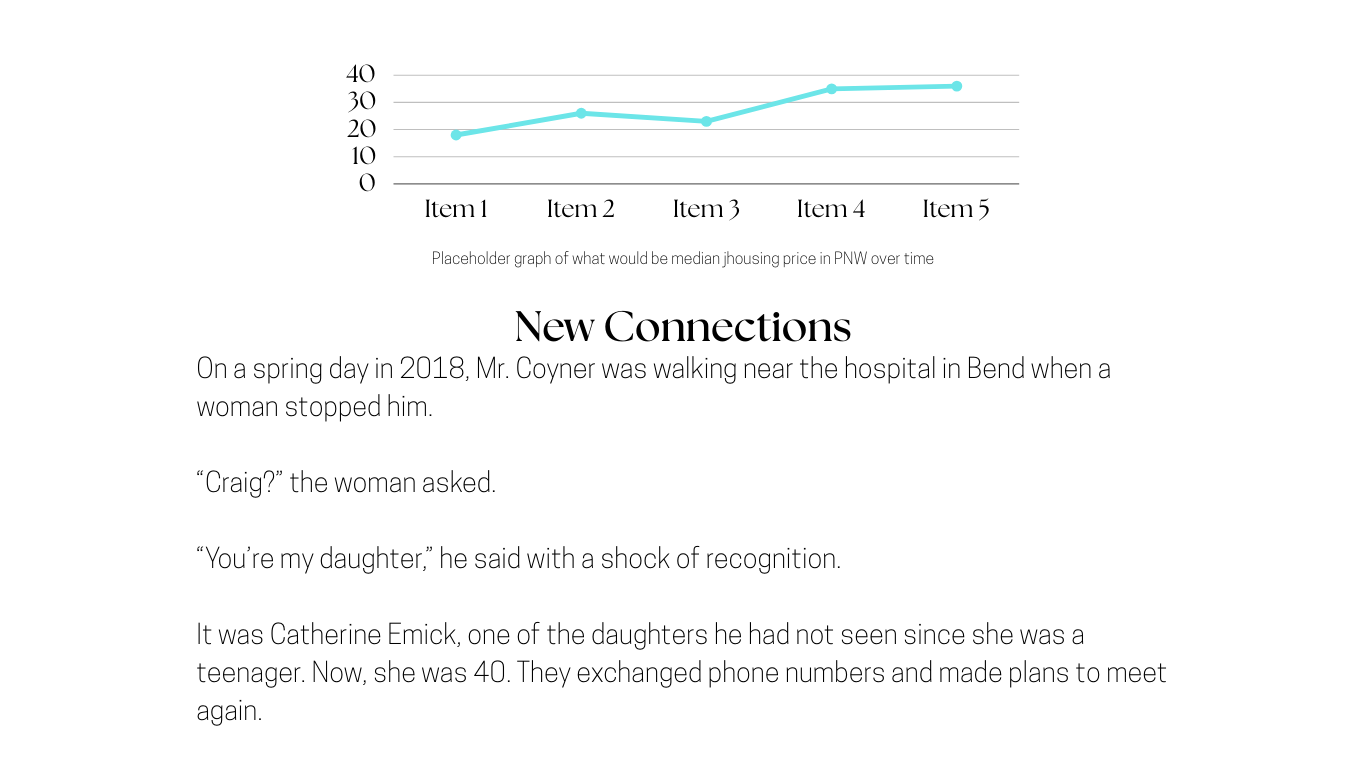 40
30
20
10
0
Item 1 Item 2 Item 3 Item 4 Item 5
Placeholder graph of what would be median jhousing price in PNW over time
New Connections
On a spring day in 2018, Mr. Coyner was walking near the hospital in Bend when a
woman stopped him.
“Craig?” the woman asked.
“You’re my daughter,” he said with a shock of recognition.
It was Catherine Emick, one of the daughters he had not seen since she was a
teenager. Now, she was 40. They exchanged phone numbers and made plans to meet
again.